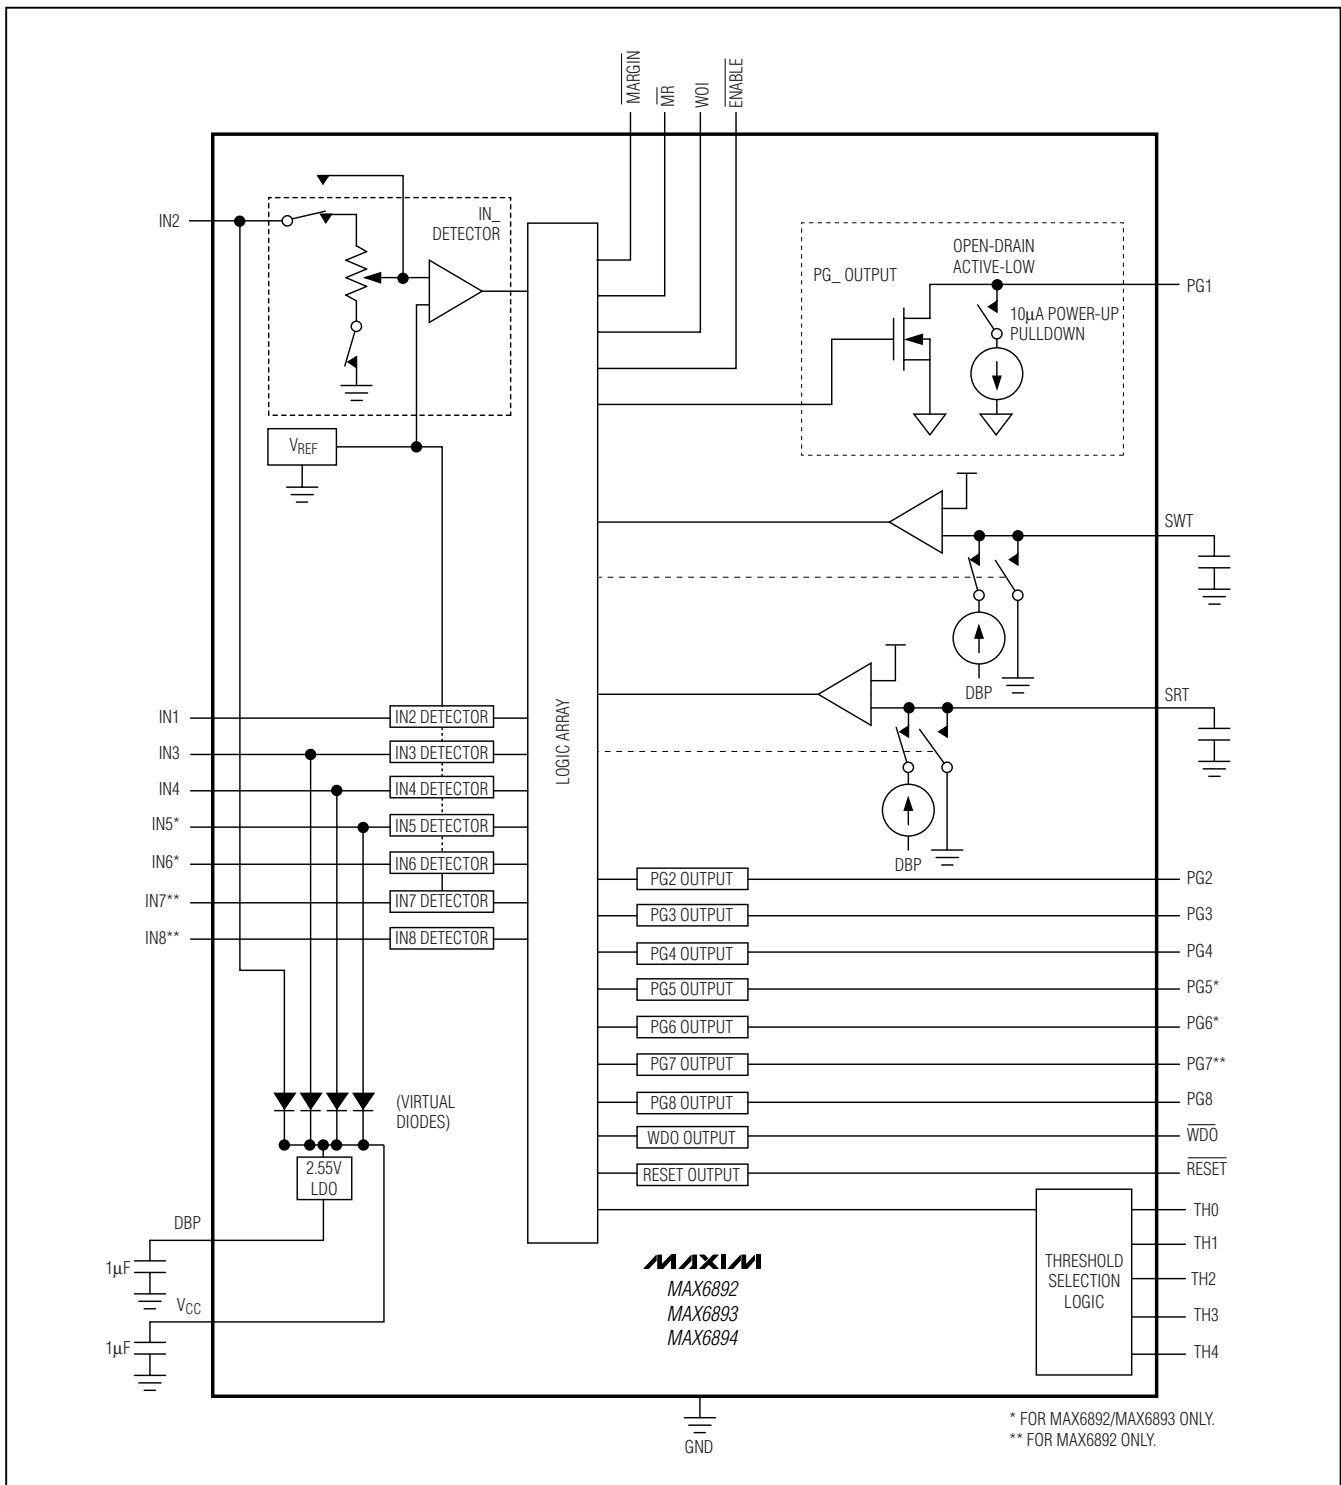 MARGIN
MR
WOI
ENABLE
IN2
IN_
DETECTOR
PG_ OUTPUT
OPEN-DRAIN
ACTIVE-LOW
10μA POWER-UP
PULLDOWN
PG1
VREF
SWT
DBP
SRT
DBP
LOGIC ARRAY
IN1
IN2 DETECTOR
IN3
IN3 DETECTOR
IN4
IN4 DETECTOR
IN5*
IN5 DETECTOR
IN6*
IN6 DETECTOR
IN7**
IN7 DETECTOR
IN8**
IN8 DETECTOR
PG2 OUTPUT
PG2
PG3 OUTPUT
PG3
PG4 OUTPUT
PG4
PG5 OUTPUT
PG5*
PG6 OUTPUT
PG6*
PG7 OUTPUT
PG7**
PG8 OUTPUT
PG8
WDO OUTPUT
WDO
RESET OUTPUT
RESET
(VIRTUAL
DIODES)
2.55V
LDO
DBP
1μF
VCC
1μF
MAXIM
MAX6892
MAX6893
MAX6894
THRESHOLD
SELECTION
LOGIC
TH0
TH1
TH2
TH3
TH4
GND
* FOR MAX6892/MAX6893 ONLY.
** FOR MAX6892 ONLY.